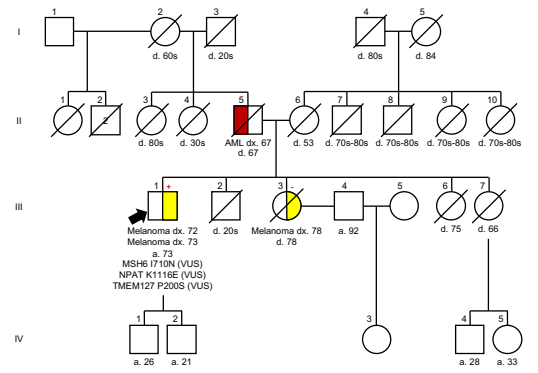 I
1
2
3
4
5
d. 60s
d. 20s
d. 80s
d. 84
II
1
2
2
3
4
5
6
7
8
9
10
d. 80s
d. 30s
AML dx. 67
d. 67
d. 53
d. 70s-80s
d. 70s-80s
d. 70s-80s
d. 70s-80s
III
1
+
2
3
-
4
5
6
7
Melanoma dx. 72
Melanoma dx. 73
a. 73
MSH6 I710N (VUS)
NPAT K1116E (VUS)
TMEM127 P200S (VUS)
d. 20s
Melanoma dx. 78
d. 78
a. 92
d. 75
d. 66
IV
1
2
3
4
5
a. 26
a. 21
a. 28
a. 33